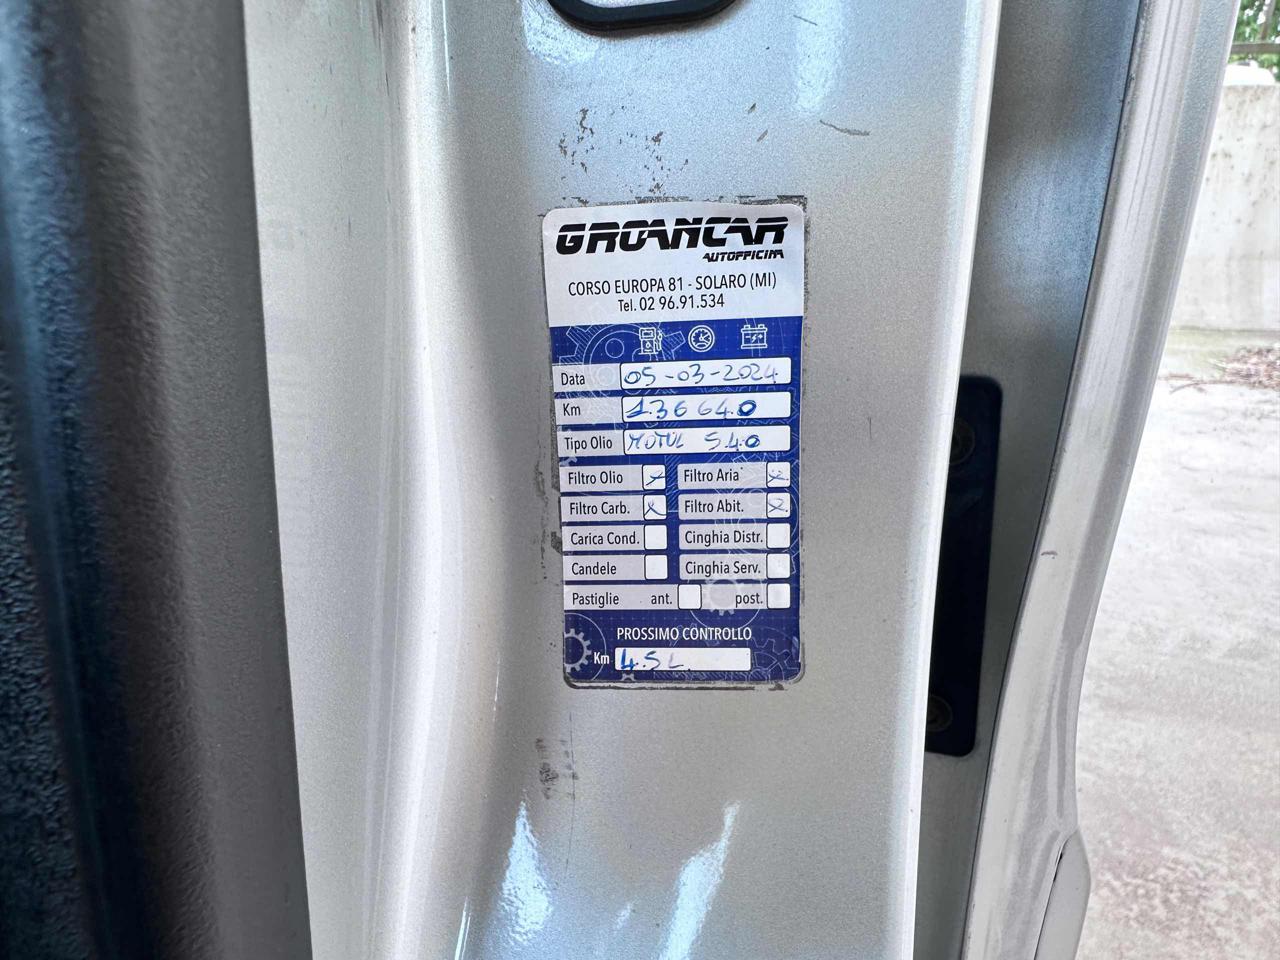 GROANCAR
AUTOFFICINA
CORSO EUROPA 81 - SOLARO (MI)
Tel. 02 96.91.534
Data 05-03-2024
Km 136640
Tipo Olio MOTUL 5.40
Filtro Olio x Filtro Aria x
Filtro Carb. x Filtro Abit. x
Carica Cond. Cinghia Distr.
Candele Cinghia Serv.
Pastiglie ant. post.
PROSSIMO CONTROLLO
Km 4.5L